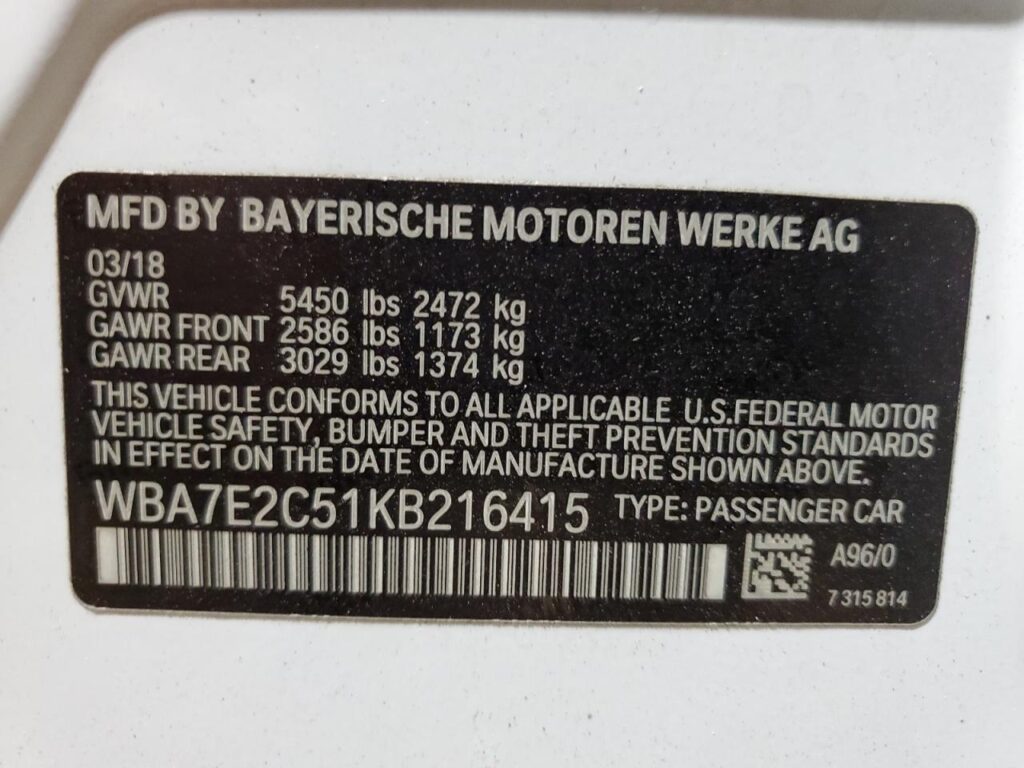 MFD BY BAYERISCHE MOTOREN WERKE AG
03/18
GVWR 5450 lbs 2472 kg
GAWR FRONT 2586 lbs 1173 kg
GAWR REAR 3029 lbs 1374 kg
THIS VEHICLE CONFORMS TO ALL APPLICABLE U.S.FEDERAL MOTOR
VEHICLE SAFETY, BUMPER AND THEFT PREVENTION STANDARDS
IN EFFECT ON THE DATE OF MANUFACTURE SHOWN ABOVE.
WBA7E2C51KB216415 TYPE: PASSENGER CAR
A96/0
7 315 814